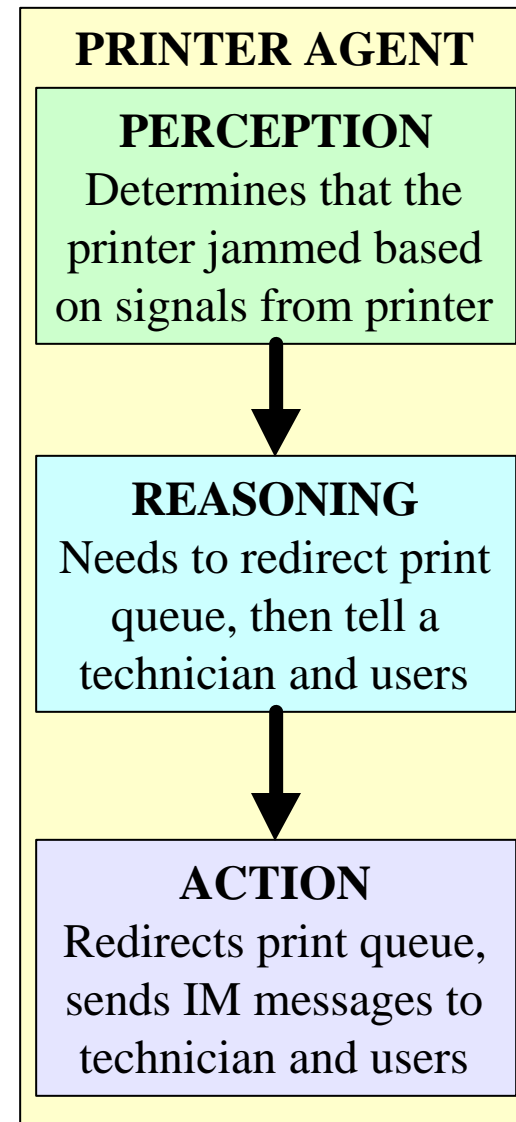 PRINTER AGENT
PERCEPTION
Determines that the
printer jammed based
on signals from printer
REASONING
Needs to redirect print
queue, then tell a
technician and users
ACTION
Redirects print queue,
sends IM messages to
technician and users